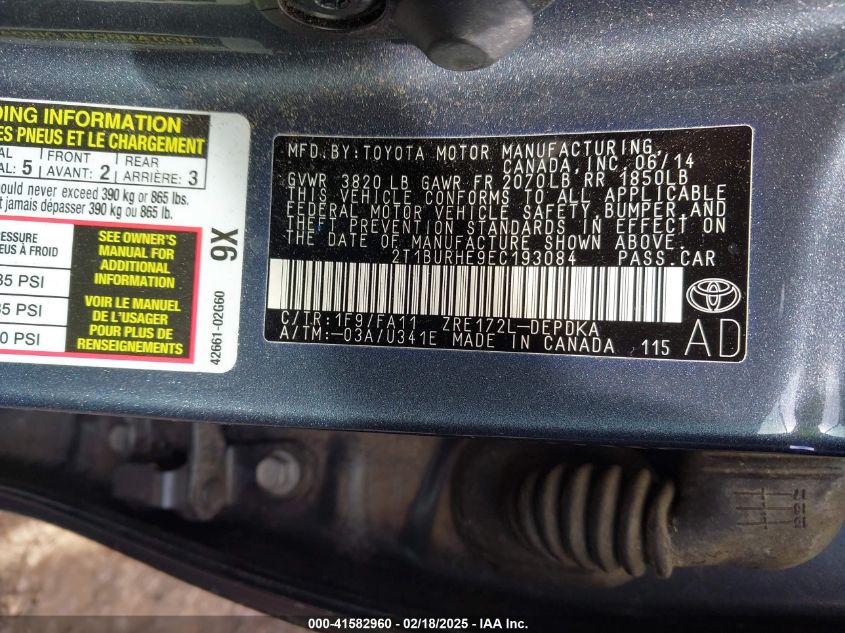 DING INFORMATION
ES PNEUS ET LE CHARGEMENT
AL FRONT REAR
AL: 5 AVANT: 2 ARRIÈRE: 3
ould never exceed 390 kg or 865 lbs.
t jamais dépasser 390 kg ou 865 lb.
RESSURE
EUS À FROID
35 PSI
35 PSI
0 PSI
SEE OWNER'S
MANUAL FOR
ADDITIONAL
INFORMATION
VOIR LE MANUEL
DE L'USAGER
POUR PLUS DE
RENSEIGNEMENTS
9X
42661-02G60
MFD.BY:TOYOTA MOTOR MANUFACTURING
CANADA,INC. 06/14
GVWR 3820 LB GAWR FR 2070LB RR 1850LB
THIS VEHICLE CONFORMS TO ALL APPLICABLE
FEDERAL MOTOR VEHICLE SAFETY,BUMPER,AND
THEFT PREVENTION STANDARDS IN EFFECT ON
THE DATE OF MANUFACTURE SHOWN ABOVE.
2T1BURHE9EC193084 PASS.CAR
C/TR:1F9/FA11 ZRE172L-DEPDKA
A/TM:-03A/U341E MADE IN CANADA 115 AD
000-41582960 - 02/18/2025 - IAA Inc.